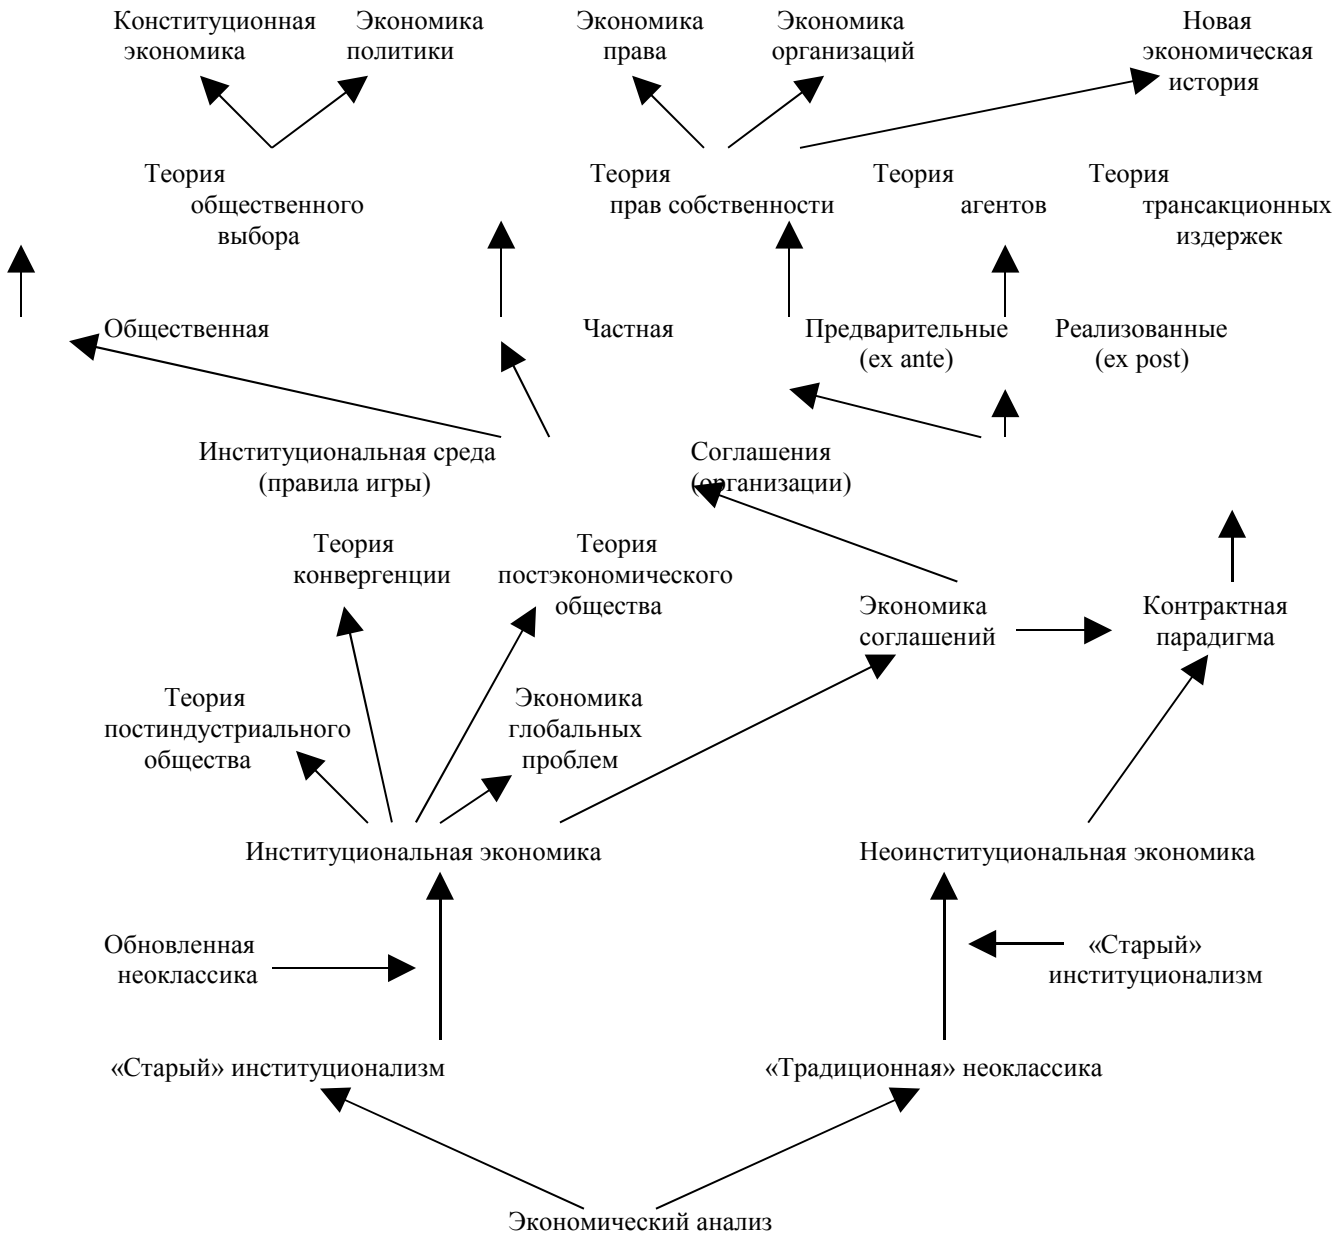 Конституционная
экономика
Экономика
политики
Экономика
права
Экономика
организаций
Новая
экономическая
история
Теория
общественного
выбора
Теория
прав собственности
Теория
агентов
Теория
трансакционных
издержек
Общественная
Частная
Предварительные
(ex ante)
Реализованные
(ex post)
Институциональная среда
(правила игры)
Соглашения
(организации)
Теория
конвергенции
Теория
постэкономического
общества
Экономика
соглашений
Контрактная
парадигма
Теория
постиндустриального
общества
Экономика
глобальных
проблем
Институциональная экономика
Неоинституциональная экономика
Обновленная
неоклассика
«Старый»
институционализм
«Старый» институционализм
«Традиционная» неоклассика
Экономический анализ